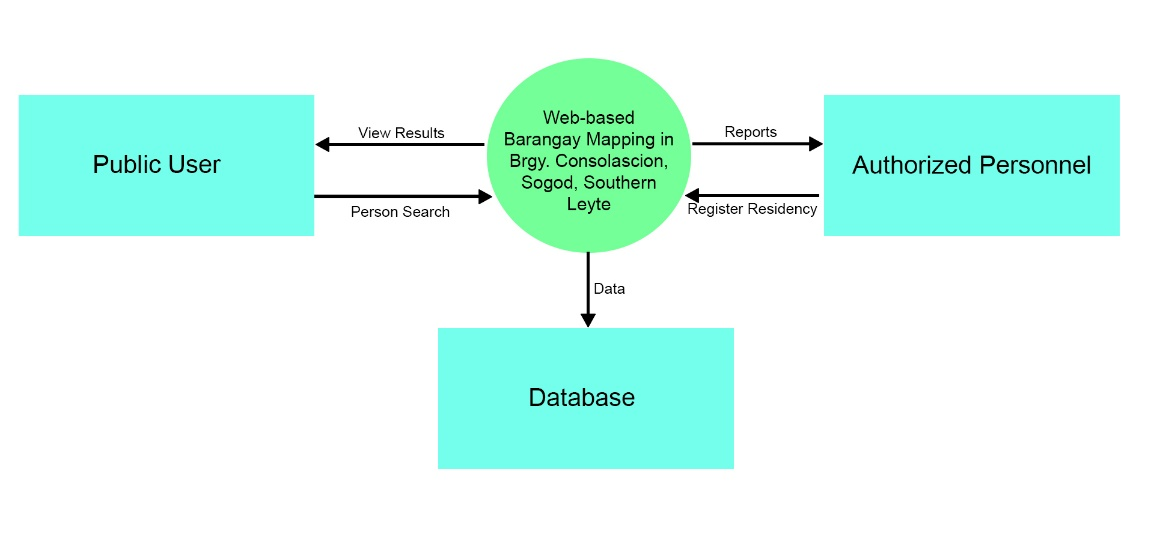 Public User
View Results
Person Search
Web-based
Barangay Mapping in
Brgy. Consolascion,
Sogod, Southern
Leyte
Reports
Register Residency
Authorized Personnel
Data
Database